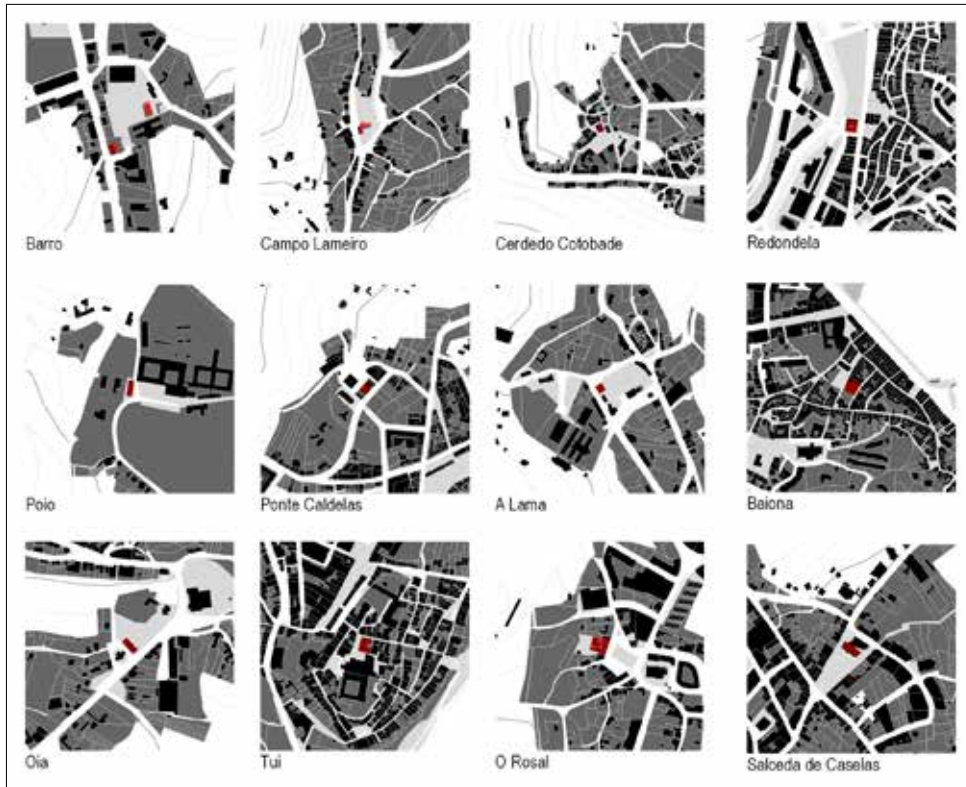 Barro
Campo Lameiro
Cerdedo Cotobade
Redondela
Poio
Ponte Caldelas
A Lama
Baiona
Oia
Tui
O Rosal
Salceda de Caselas